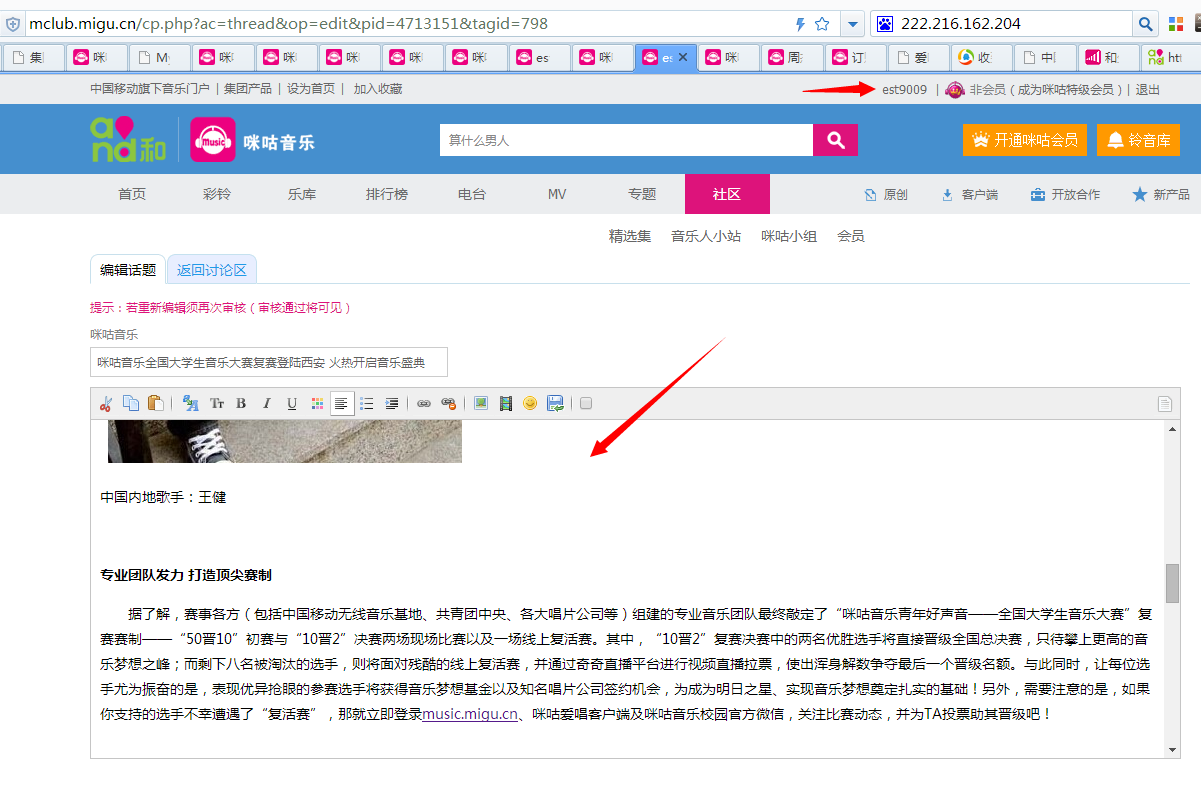 mclub.migu.cn/cp.php?ac=thread&op=edit&pid=4713151&tagid=798
222.216.162.204
集
咪
M
咪
咪
咪
咪
咪
es
咪
es
咪
周
订
爱
收
中
和
htt
中国移动旗下音乐门户 | 集团产品 | 设为首页 | 加入收藏
est9009 | 非会员 ( 成为咪咕特级会员 ) | 退出
and和
Music
咪咕音乐
算什么男人
开通咪咕会员
铃音库
首页 彩铃 乐库 排行榜 电台 MV 专题 社区 原创 客户端 开放合作 新产品
精选集 音乐人小站 咪咕小组 会员
编辑话题 返回讨论区
提示：若重新编辑须再次审核 ( 审核通过将可见 )
咪咕音乐
咪咕音乐全国大学生音乐大赛复赛登陆西安 火热开启音乐盛典
Tr B I U
中国内地歌手：王健
专业团队发力 打造顶尖赛制
据了解，赛事各方（包括中国移动无线音乐基地、共青团中央、各大唱片公司等）组建的专业音乐团队最终敲定了“咪咕音乐青年好声音——全国大学生音乐大赛”复
赛赛制——“50晋10”初赛与“10晋2”决赛两场现场比赛以及一场线上复活赛。其中，“10晋2”复赛决赛中的两名优胜选手将直接晋级全国总决赛，只待攀上更高的音
乐梦想之峰；而剩下八名被淘汰的选手，则将面对残酷的线上复活赛，并通过奇奇直播平台进行视频直播拉票，使出浑身解数争夺最后一个晋级名额。与此同时，让每位选
手尤为振奋的是，表现优异抢眼的参赛选手将获得音乐梦想基金以及知名唱片公司签约机会，为成为明日之星、实现音乐梦想奠定扎实的基础！另外，需要注意的是，如果
你支持的选手不幸遭遇了“复活赛”，那就立即登录music.migu.cn、咪咕爱唱客户端及咪咕音乐校园官方微信，关注比赛动态，并为TA投票助其晋级吧！